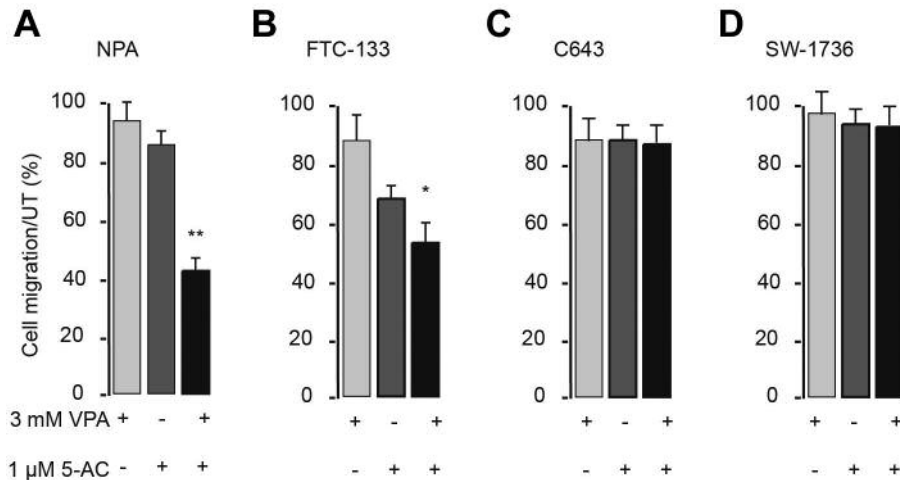 A B C D
NPA FTC-133 C643 SW-1736
Cell migration/UT (%)
100 100 100 100
80 80 80 80
60 60 60 60
40 40 40 40
20 20 20 20
0 0 0 0
** *
3 mM VPA + - + + - + + - + + - +
1 µM 5-AC - + + - + + - + + - + +